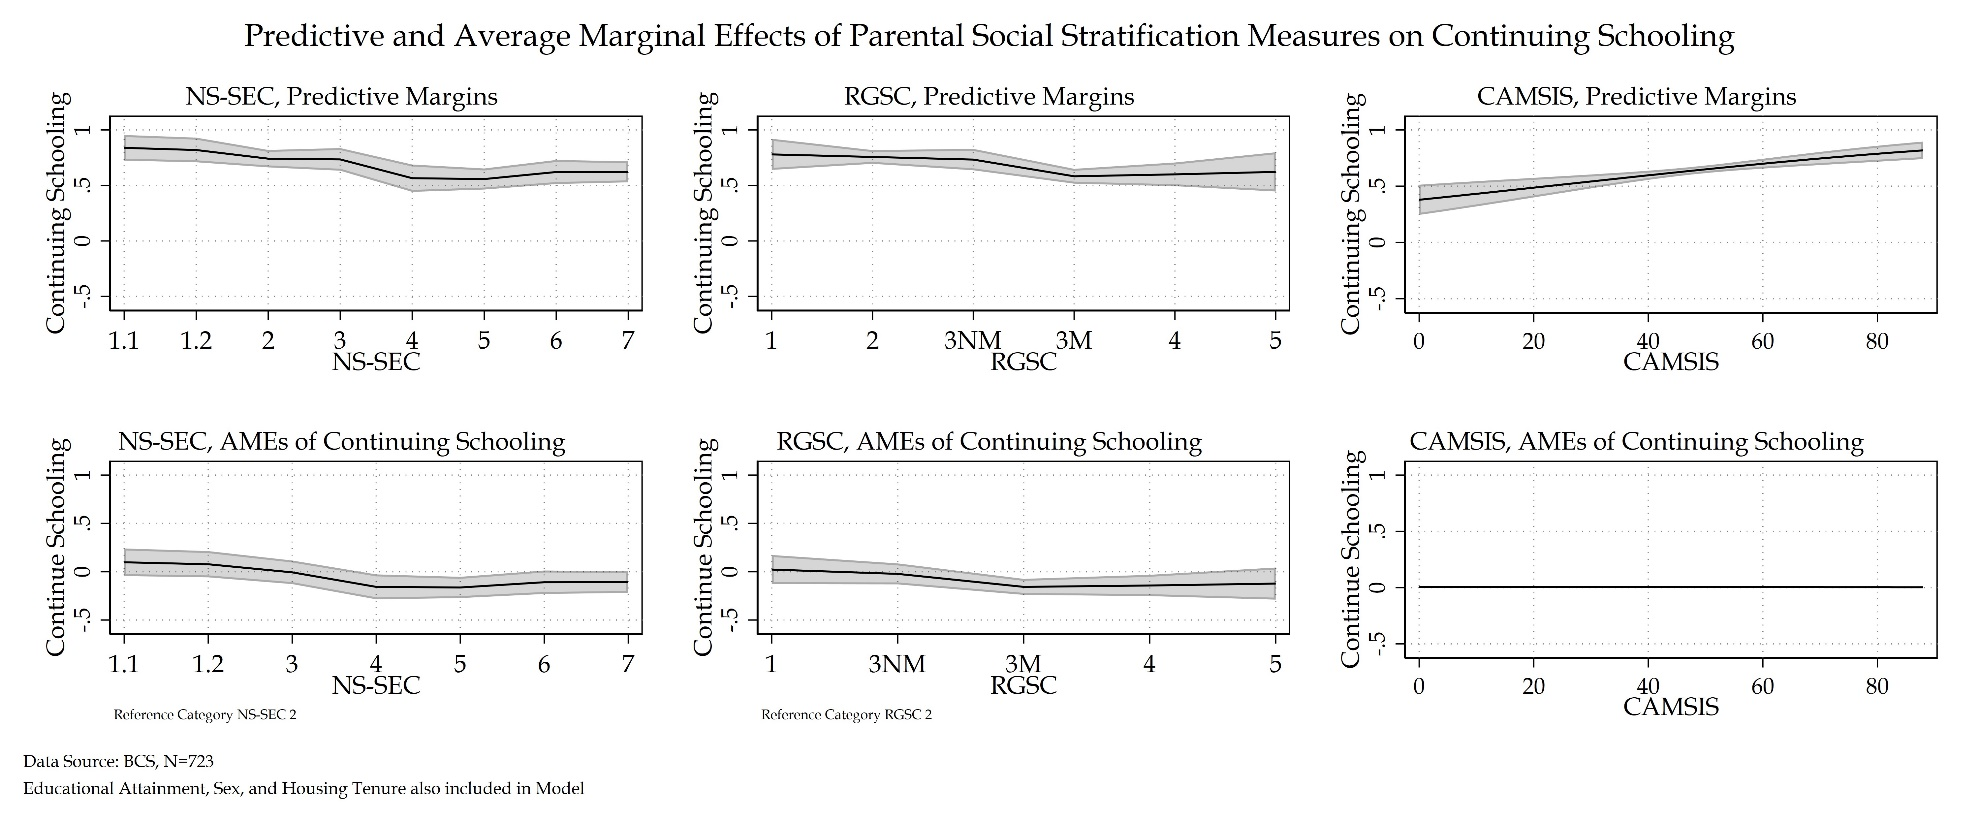 Predictive and Average Marginal Effects of Parental Social Stratification Measures on Continuing Schooling
NS-SEC, Predictive Margins
Continuing Schooling
1
.5
0
-.5
1.1 1.2 2 3 4 5 6 7
NS-SEC
RGSC, Predictive Margins
Continuing Schooling
1
.5
0
-.5
1 2 3NM 3M 4 5
RGSC
CAMSIS, Predictive Margins
Continuing Schooling
1
.5
0
-.5
0 20 40 60 80
CAMSIS
NS-SEC, AMEs of Continuing Schooling
Continue Schooling
1
.5
0
-.5
1.1 1.2 3 4 5 6 7
NS-SEC
Reference Category NS-SEC 2
RGSC, AMEs of Continuing Schooling
Continue Schooling
1
.5
0
-.5
1 3NM 3M 4 5
RGSC
Reference Category RGSC 2
CAMSIS, AMEs of Continuing Schooling
Continue Schooling
1
.5
0
-.5
0 20 40 60 80
CAMSIS
Data Source: BCS, N=723
Educational Attainment, Sex, and Housing Tenure also included in Model